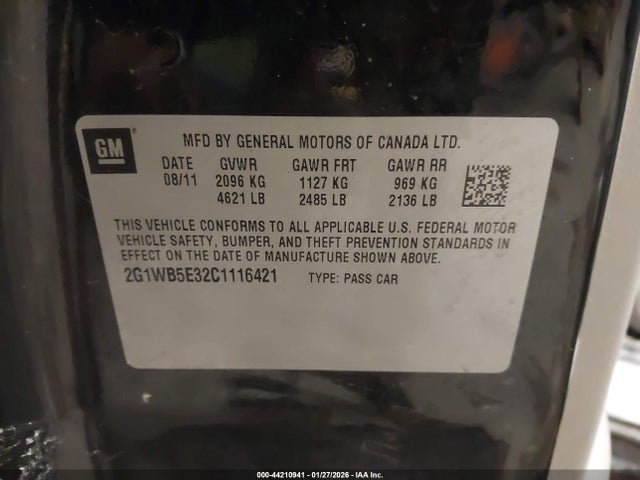 GM
MFD BY GENERAL MOTORS OF CANADA LTD.
DATE GVWR GAWR FRT GAWR RR
08/11 2096 KG 1127 KG 969 KG
4621 LB 2485 LB 2136 LB
THIS VEHICLE CONFORMS TO ALL APPLICABLE U.S. FEDERAL MOTOR
VEHICLE SAFETY, BUMPER, AND THEFT PREVENTION STANDARDS IN
EFFECT ON THE DATE OF MANUFACTURE SHOWN ABOVE.
2G1WB5E32C1116421 TYPE: PASS CAR
000-44210941 - 01/27/2026 - IAA Inc.